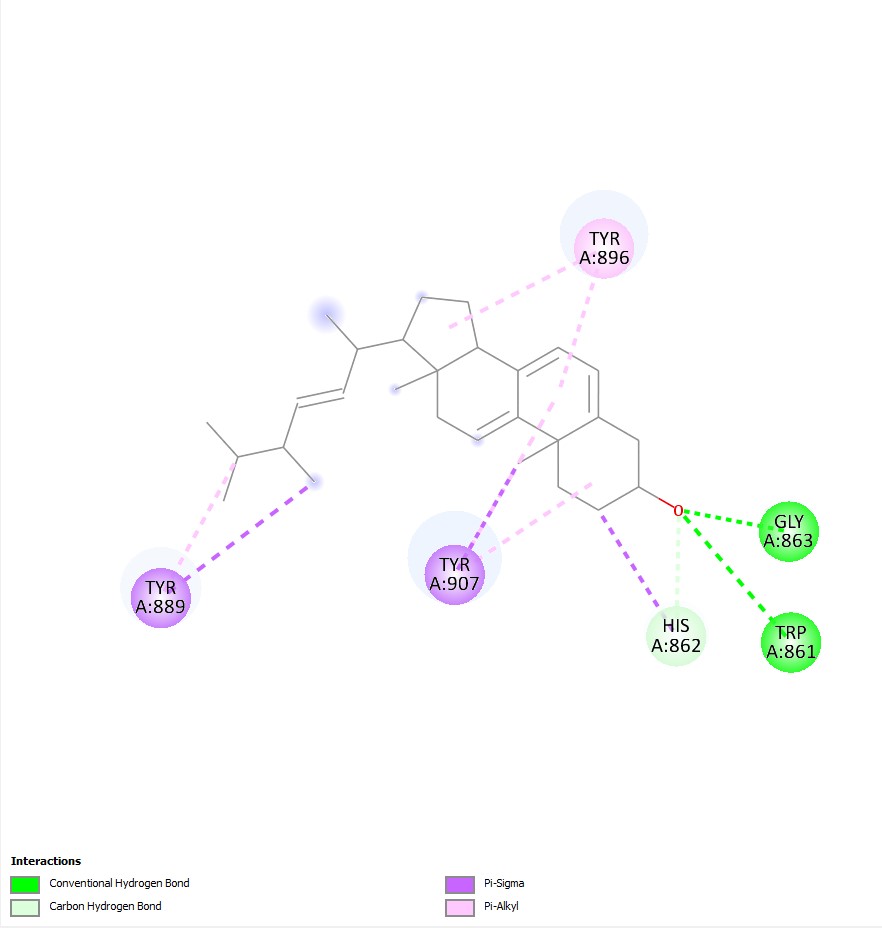 TYR
A:896
O
GLY
A:863
TYR
A:907
TYR
A:889
HIS
A:862
TRP
A:861
Interactions
Conventional Hydrogen Bond
Carbon Hydrogen Bond
Pi-Sigma
Pi-Alkyl